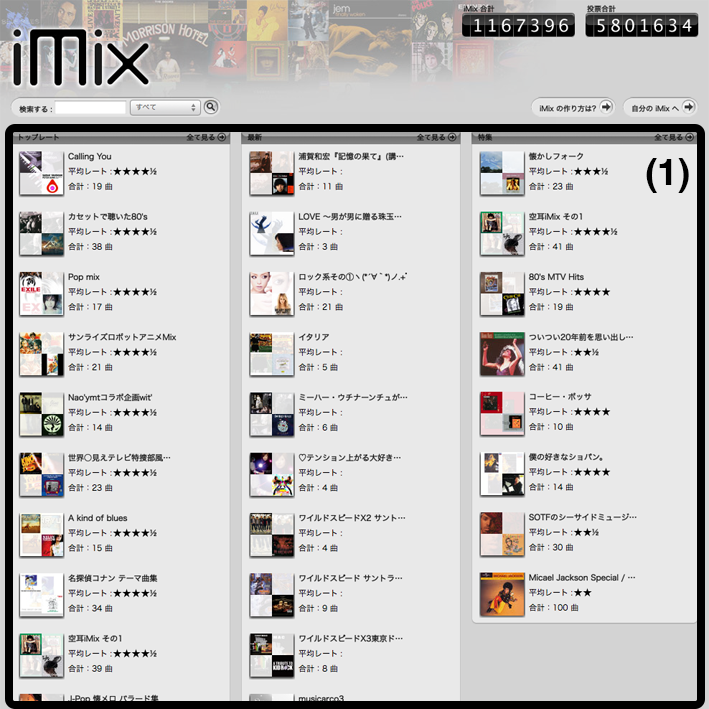 iMix 合計
1167396
投票合計
5801634
MORRISON HOTEL
jem
iMix
検索する :
すべて
iMix の作り方は?
自分の iMix へ
トップレート
全て見る
Calling You
平均レート :★★★★½
合計：19 曲
カセットで聴いた80's
平均レート :★★★★½
合計：38 曲
Pop mix
平均レート :★★★★½
合計：17 曲
サンライズロボットアニメMix
平均レート :★★★★½
合計：21 曲
Nao'ymtコラボ企画wit'
平均レート :★★★★½
合計：14 曲
世界〇見えテレビ特捜部風…
平均レート :★★★★½
合計：23 曲
A kind of blues
平均レート :★★★★½
合計：15 曲
名探偵コナン テーマ曲集
平均レート :★★★★½
合計：34 曲
空耳iMix その1
平均レート :★★★★½
合計：39 曲
J-Pop 懐メロ バラード集
最新
全て見る
浦賀和宏『記憶の果て』(講…
平均レート :
合計：11 曲
LOVE 〜男が男に贈る珠玉…
平均レート :
合計：3 曲
ロック系その①ヽ(*´∀｀*)ノ.+ﾟ
平均レート :
合計：21 曲
イタリア
平均レート :
合計：5 曲
ミーハー・ウチナーンチュが…
平均レート :
合計：6 曲
♡テンション上がる大好き…
平均レート :
合計：4 曲
ワイルドスピードX2 サント…
平均レート :
合計：4 曲
ワイルドスピード サントラ…
平均レート :
合計：9 曲
ワイルドスピードX3東京ド…
平均レート :
合計：8 曲
musicarco3
特集
全て見る
(1)
懐かしフォーク
平均レート :★★★½
合計：23 曲
空耳iMix その1
平均レート :★★★★½
合計：41 曲
80's MTV Hits
平均レート :★★★★
合計：19 曲
ついつい20年前を思い出し…
平均レート :★★½
合計：41 曲
コーヒー・ボッサ
平均レート :★★★★
合計：10 曲
僕の好きなショパン。
平均レート :★★★★
合計：14 曲
SOTFのシーサイドミュージ…
平均レート :★★½
合計：30 曲
Micael Jackson Special / …
平均レート :★★
合計：100 曲